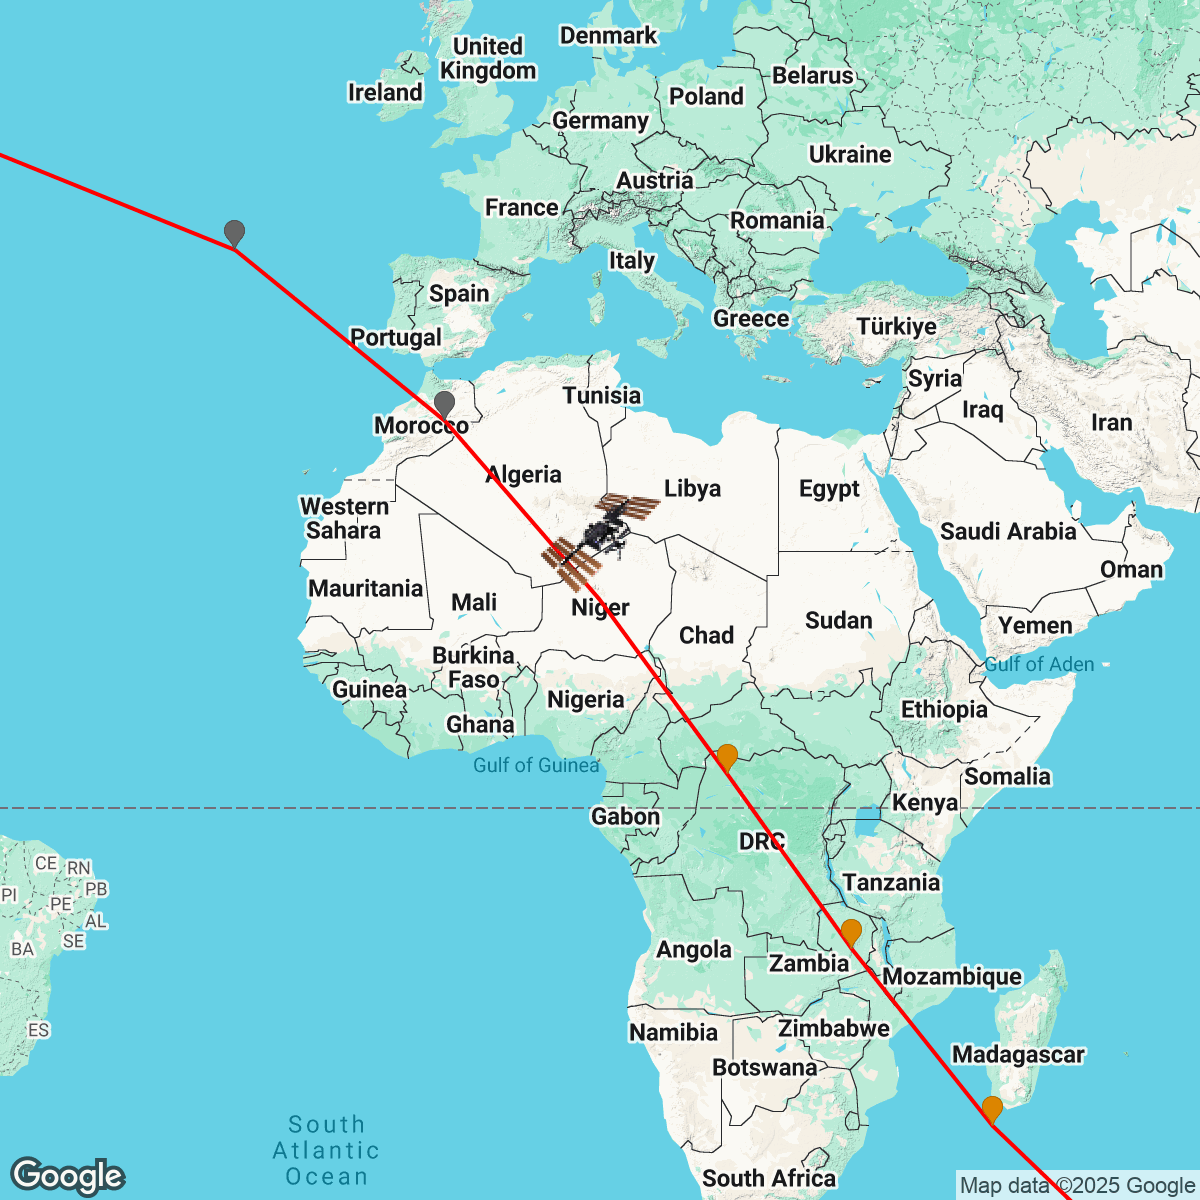 Denmark
United
Kingdom
Belarus
Ireland
Poland
Germany
Ukraine
Austria
France
Romania
Italy
Spain
Greece
Türkiye
Portugal
Syria
Tunisia
Iraq
Iran
Morocco
Algeria
Libya
Egypt
Western
Sahara
Saudi Arabia
Oman
Mauritania
Mali
Niger
Chad
Sudan
Yemen
Burkina
Faso
Gulf of Aden
Guinea
Nigeria
Ethiopia
Ghana
Gulf of Guinea
Somalia
Kenya
Gabon
DRC
CE
RN
PI
PB
PE
Tanzania
AL
SE
BA
Angola
Zambia
Mozambique
ES
Namibia
Zimbabwe
Madagascar
Botswana
South
Atlantic
Ocean
South Africa
Google
Map data ©2025 Google